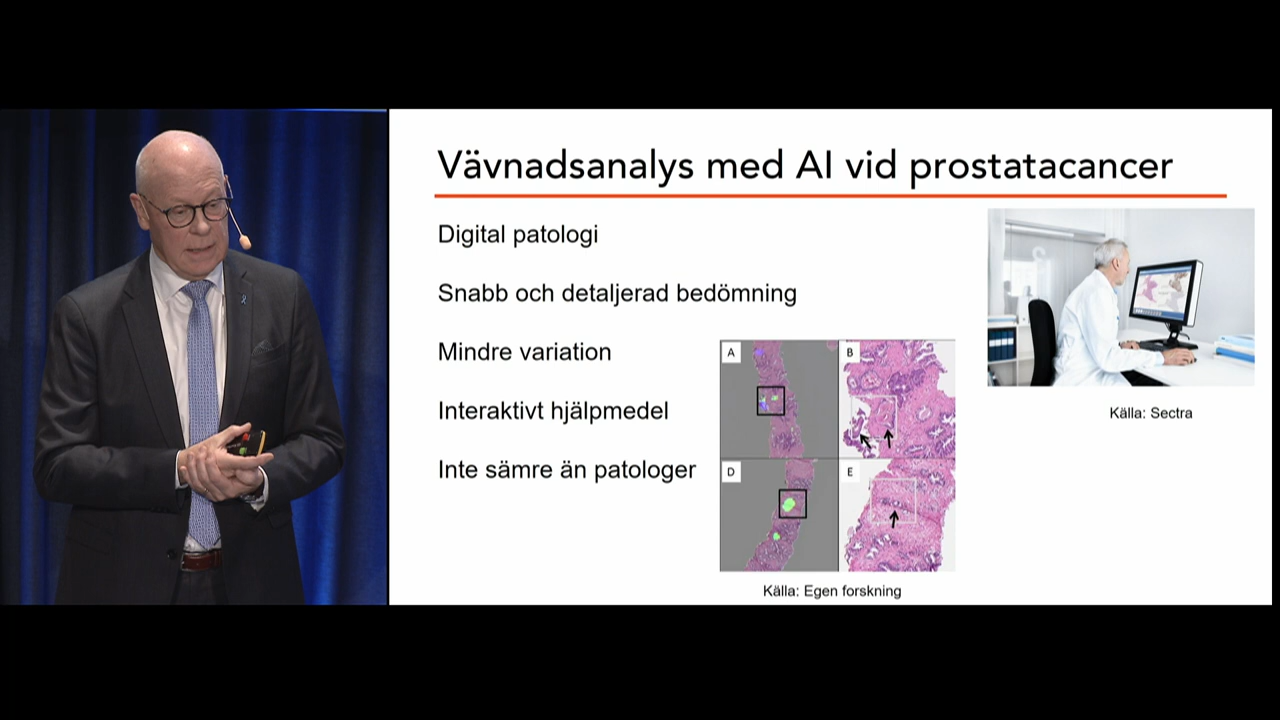 Vävnadsanalys med AI vid prostatacancer
Digital patologi
Snabb och detaljerad bedömning
Mindre variation
Interaktivt hjälpmedel
Inte sämre än patologer
A
B
D
E
Källa: Sectra
Källa: Egen forskning